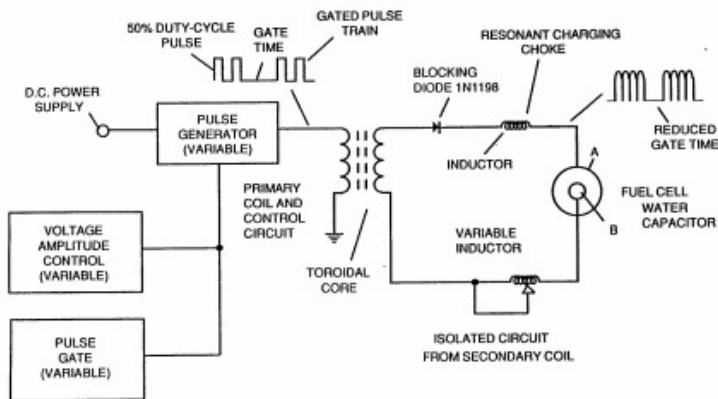 50% DUTY-CYCLE
PULSE
GATE
TIME
GATED PULSE
TRAIN
RESONANT CHARGING
CHOKE
D.C. POWER
SUPPLY
BLOCKING
DIODE 1N1198
PULSE
GENERATOR
(VARIABLE)
INDUCTOR
REDUCED
GATE TIME
A
PRIMARY
COIL AND
CONTROL
CIRCUIT
FUEL CELL
WATER
CAPACITOR
B
VOLTAGE
AMPLITUDE
CONTROL
(VARIABLE)
VARIABLE
INDUCTOR
TOROIDAL
CORE
PULSE
GATE
(VARIABLE)
ISOLATED CIRCUIT
FROM SECONDARY COIL